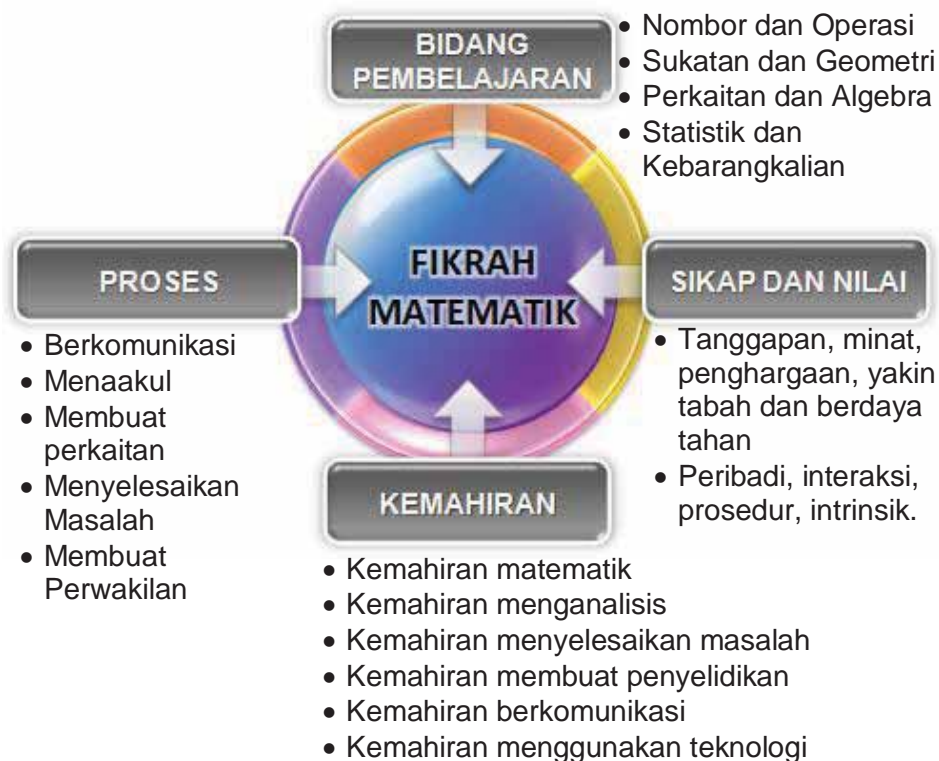 BIDANG
PEMBELAJARAN
• Nombor dan Operasi
• Sukatan dan Geometri
• Perkaitan dan Algebra
• Statistik dan
Kebarangkalian
FIKRAH
MATEMATIK
PROSES
• Berkomunikasi
• Menaakul
• Membuat
perkaitan
• Menyelesaikan
Masalah
• Membuat
Perwakilan
SIKAP DAN NILAI
• Tanggapan, minat,
penghargaan, yakin
tabah dan berdaya
tahan
• Peribadi, interaksi,
prosedur, intrinsik.
KEMAHIRAN
• Kemahiran matematik
• Kemahiran menganalisis
• Kemahiran menyelesaikan masalah
• Kemahiran membuat penyelidikan
• Kemahiran berkomunikasi
• Kemahiran menggunakan teknologi